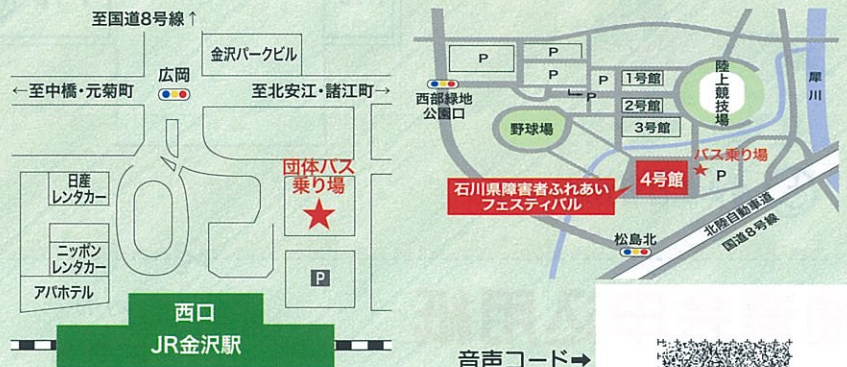 至国道8号線↑
金沢パークビル
広岡
←至中橋・元菊町
至北安江・諸江町→
団体バス
乗り場
日産
レンタカー
ニッポン
レンタカー
アパホテル
P
西口
JR金沢駅
P
P
P
P
P
1号館
2号館
3号館
陸上競技場
犀川
西部緑地
公園口
野球場
バス乗り場
4号館
P
石川県障害者ふれあい
フェスティバル
松島北
北陸自動車道
国道8号線
音声コード➡